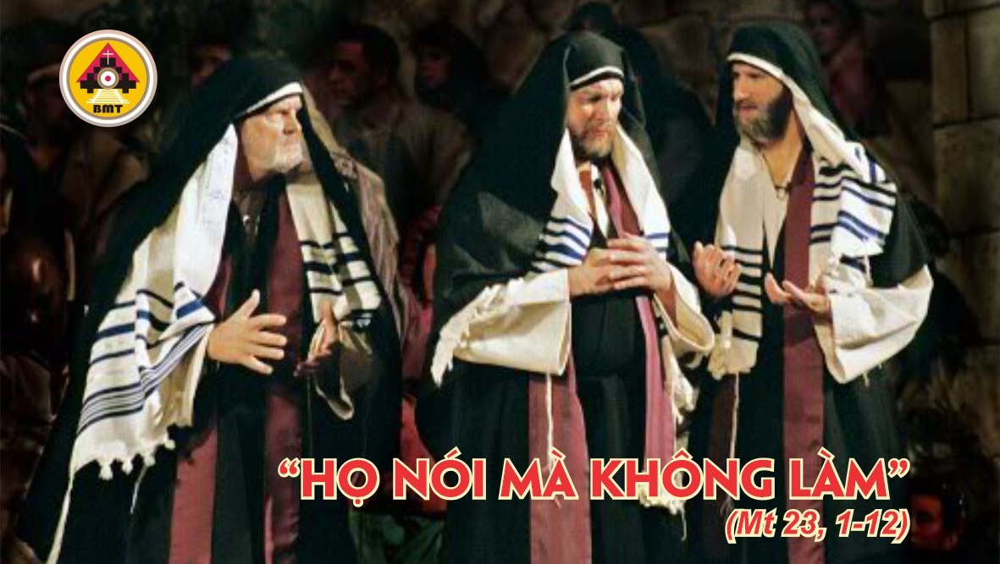 BMT
“HỌ NÓI MÀ KHÔNG LÀM”
(Mt 23, 1-12)